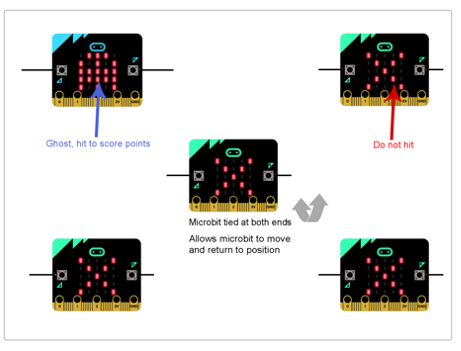 Ghost, hit to score points
Do not hit
Microbit tied at both ends
Allows microbit to move
and return to position